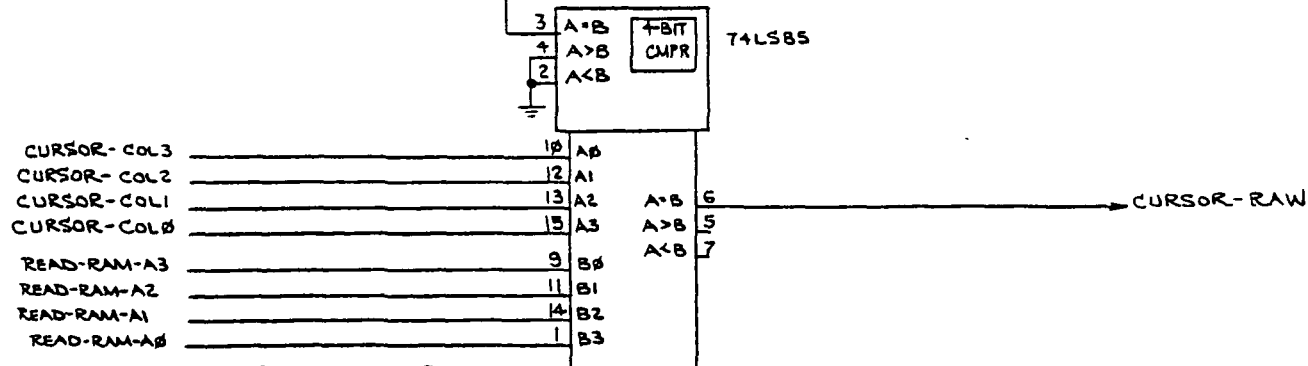 3 A=B 4-BIT
4 A>B CMPR 74LS85
2 A<B
CURSOR-COL3 10 A0
CURSOR-COL2 12 A1
CURSOR-COL1 13 A2 A=B 6 CURSOR-RAW
CURSOR-COL0 15 A3 A>B 5
A<B 7
READ-RAM-A3 9 B0
READ-RAM-A2 11 B1
READ-RAM-A1 14 B2
READ-RAM-A0 1 B3